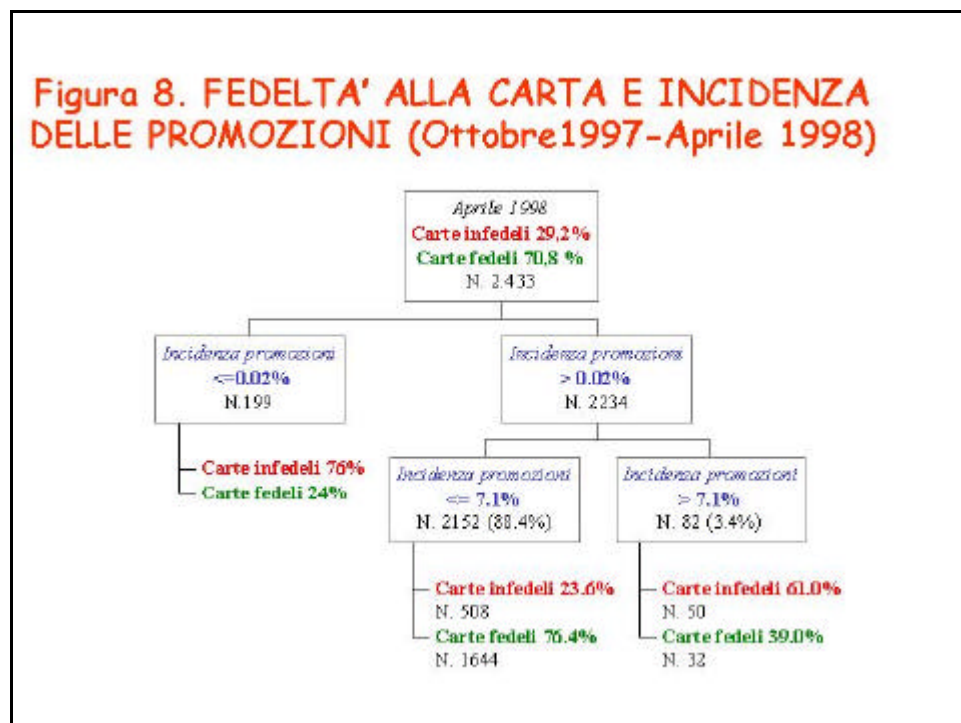 Figura 8. FEDELTA' ALLA CARTA E INCIDENZA
DELLE PROMOZIONI (Ottobre1997-Aprile 1998)
Aprile 1998
Carte infedeli 29,2%
Carte fedeli 70,8 %
N. 2.433
Incidenza promozioni
<=0.02%
N.199
Incidenza promozioni
> 0.02%
N. 2234
Carte infedeli 76%
Carte fedeli 24%
Incidenza promozioni
<= 7.1%
N. 2152 (88.4%)
Incidenza promozioni
> 7.1%
N. 82 (3.4%)
Carte infedeli 23.6%
N. 508
Carte fedeli 76.4%
N. 1644
Carte infedeli 61.0%
N. 50
Carte fedeli 39.0%
N. 32